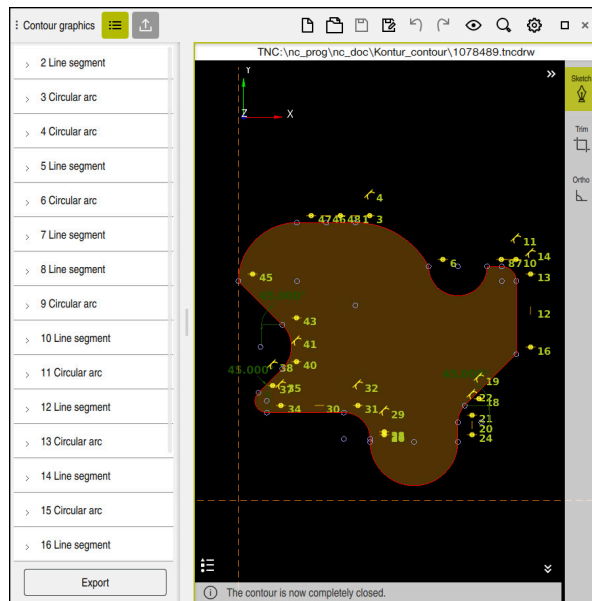 Contour graphics
TNC:\nc_prog\nc_doc\Kontur_contour\1078489.tncdrw
2 Line segment
3 Circular arc
4 Circular arc
5 Line segment
6 Circular arc
7 Line segment
8 Line segment
9 Circular arc
10 Line segment
11 Circular arc
12 Line segment
13 Circular arc
14 Line segment
15 Circular arc
16 Line segment
Export
Y
Z X
4
47 46 48 1 3
11
14
6 8 7 10
45 13
12
43
41
16
40
38
45.000
19
37 35 32
22 18
34 30 31 29
21
20
24
Sketch
Trim
Ortho
The contour is now completely closed.